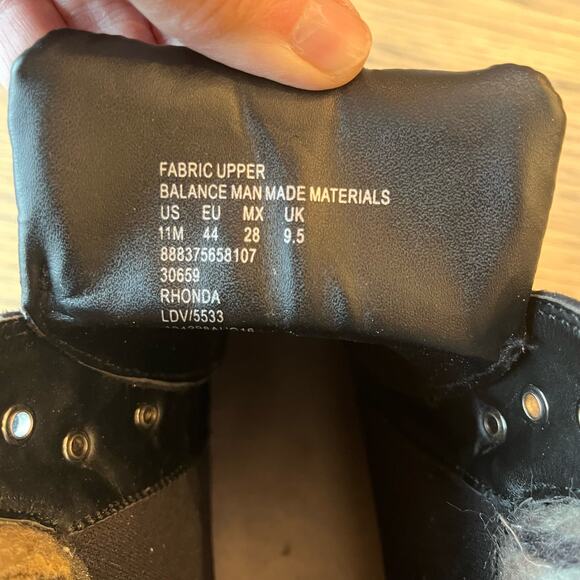 FABRIC UPPER
BALANCE MAN MADE MATERIALS
US EU MX UK
11M 44 28 9.5
888375658107
30659
RHONDA
LDV/5533